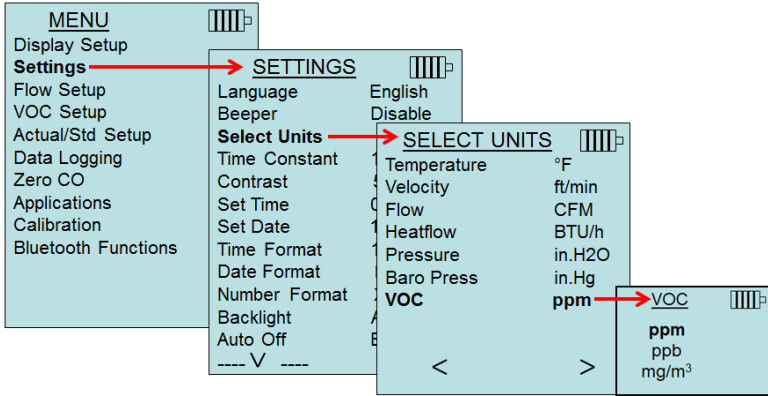 MENU
Display Setup
Settings
Flow Setup
VOC Setup
Actual/Std Setup
Data Logging
Zero CO
Applications
Calibration
Bluetooth Functions
SETTINGS
Language English
Beeper Disable
Select Units
Time Constant
Contrast
Set Time
Set Date
Time Format
Date Format
Number Format
Backlight
Auto Off
---- V ----
SELECT UNITS
Temperature °F
Velocity ft/min
Flow CFM
Heatflow BTU/h
Pressure in.H2O
Baro Press in.Hg
VOC ppm
< >
VOC
ppm
ppb
mg/m³